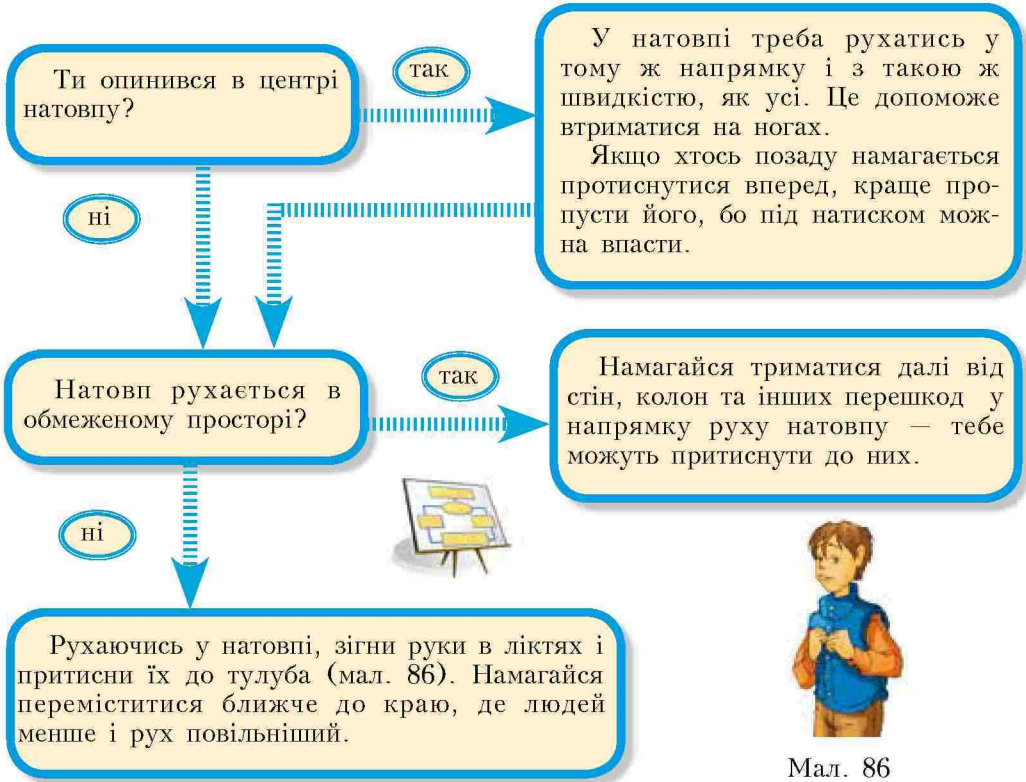 Ти опинився в центрі
натовпу?
так
У натовпі треба рухатись у
тому ж напрямку і з такою ж
швидкістю, як усі. Це допоможе
втриматися на ногах.
Якщо хтось позаду намагається
протиснутися вперед, краще про-
пусти його, бо під натиском мож-
на впасти.
ні
Натовп рухається в
обмеженому просторі?
так
Намагайся триматися далі від
стін, колон та інших перешкод у
напрямку руху натовпу — тебе
можуть притиснути до них.
ні
Рухаючись у натовпі, зігни руки в ліктях і
притисни їх до тулуба (мал. 86). Намагайся
переміститися ближче до краю, де людей
менше і рух повільніший.
Мал. 86